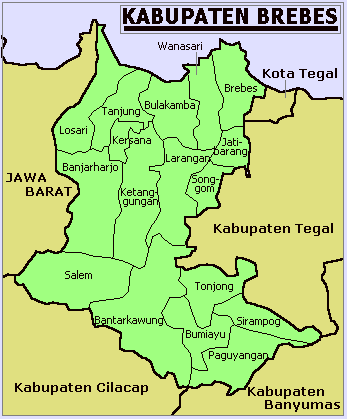 KABUPATEN BREBES
Wanasari
Kota Tegal
Brebes
Bulakamba
Tanjung
Losari
Kersana
Jati-
barang
Larangan
Banjarharjo
JAWA
BARAT
Ketang-
gungan
Song-
gom
Kabupaten Tegal
Salem
Tonjong
Bantarkawung
Sirampog
Bumiayu
Paguyangan
Kabupaten Cilacap
Kabupaten
Banyumas